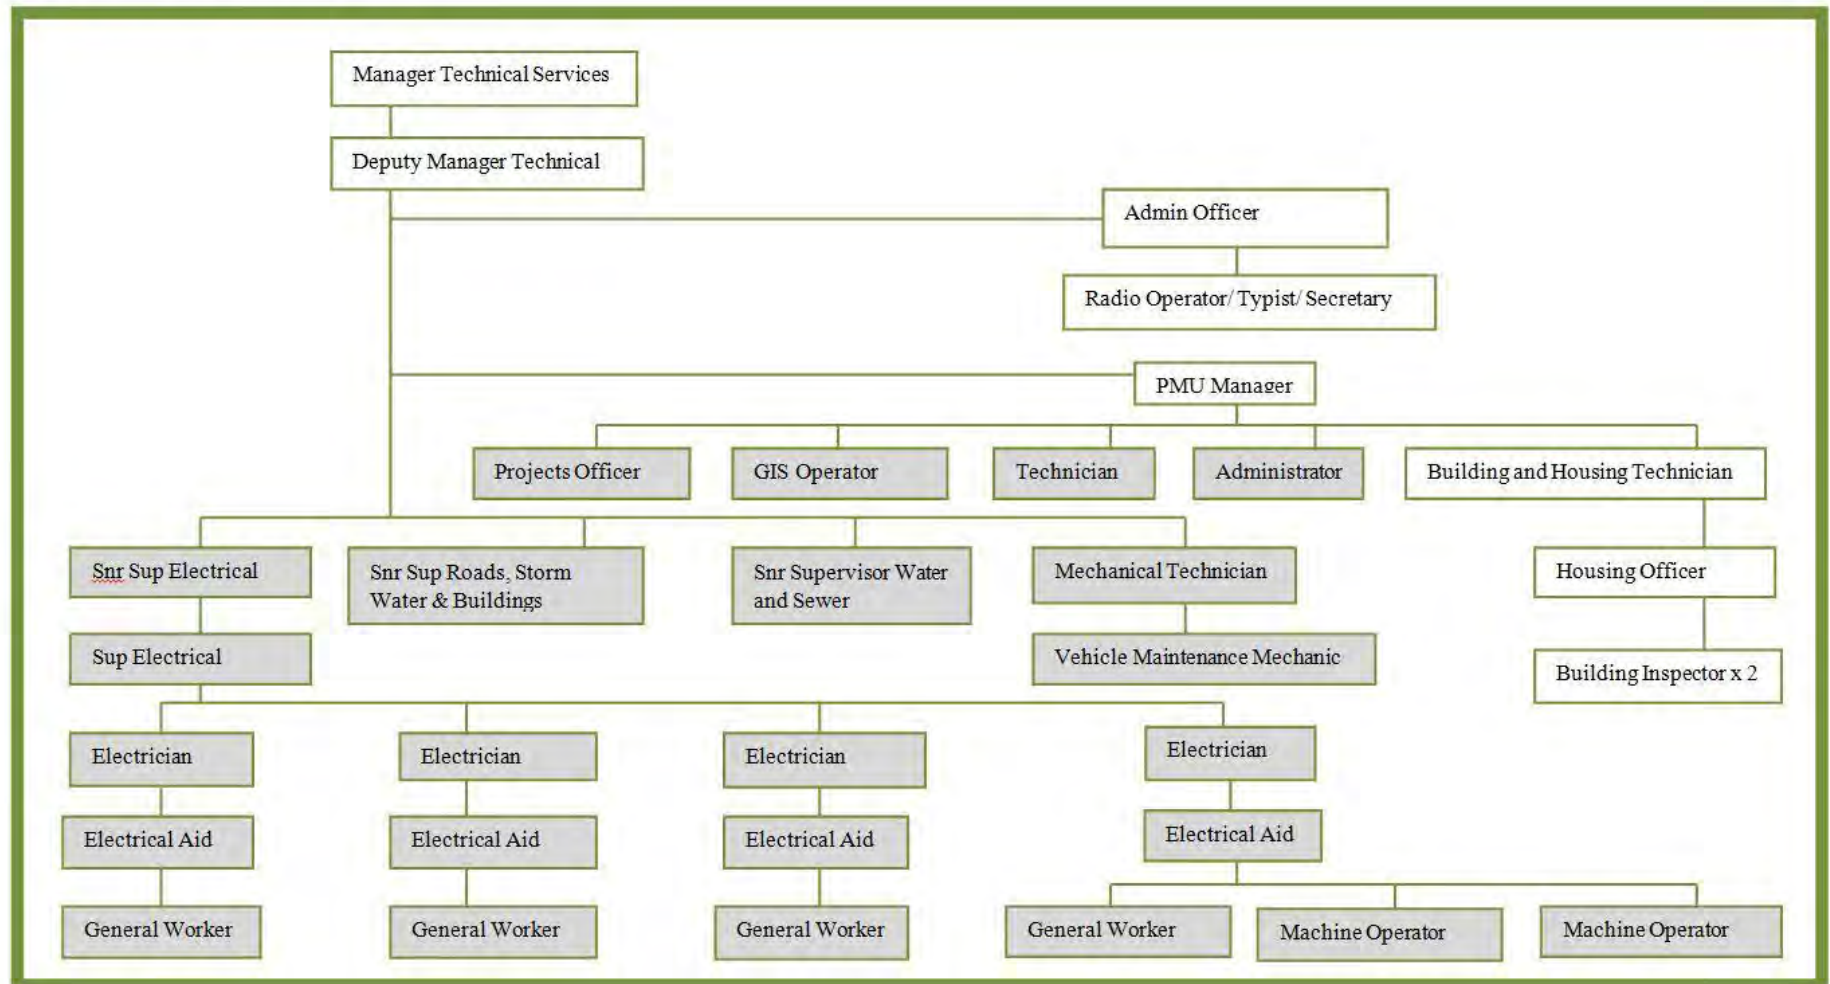 Manager Technical Services
Deputy Manager Technical
Admin Officer
Radio Operator/ Typist/ Secretary
PMU Manager
Projects Officer
GIS Operator
Technician
Administrator
Building and Housing Technician
Snr Sup Electrical
Snr Sup Roads, Storm
Water & Buildings
Snr Supervisor Water
and Sewer
Mechanical Technician
Housing Officer
Sup Electrical
Vehicle Maintenance Mechanic
Building Inspector x 2
Electrician
Electrician
Electrician
Electrician
Electrical Aid
Electrical Aid
Electrical Aid
Electrical Aid
General Worker
General Worker
General Worker
General Worker
Machine Operator
Machine Operator